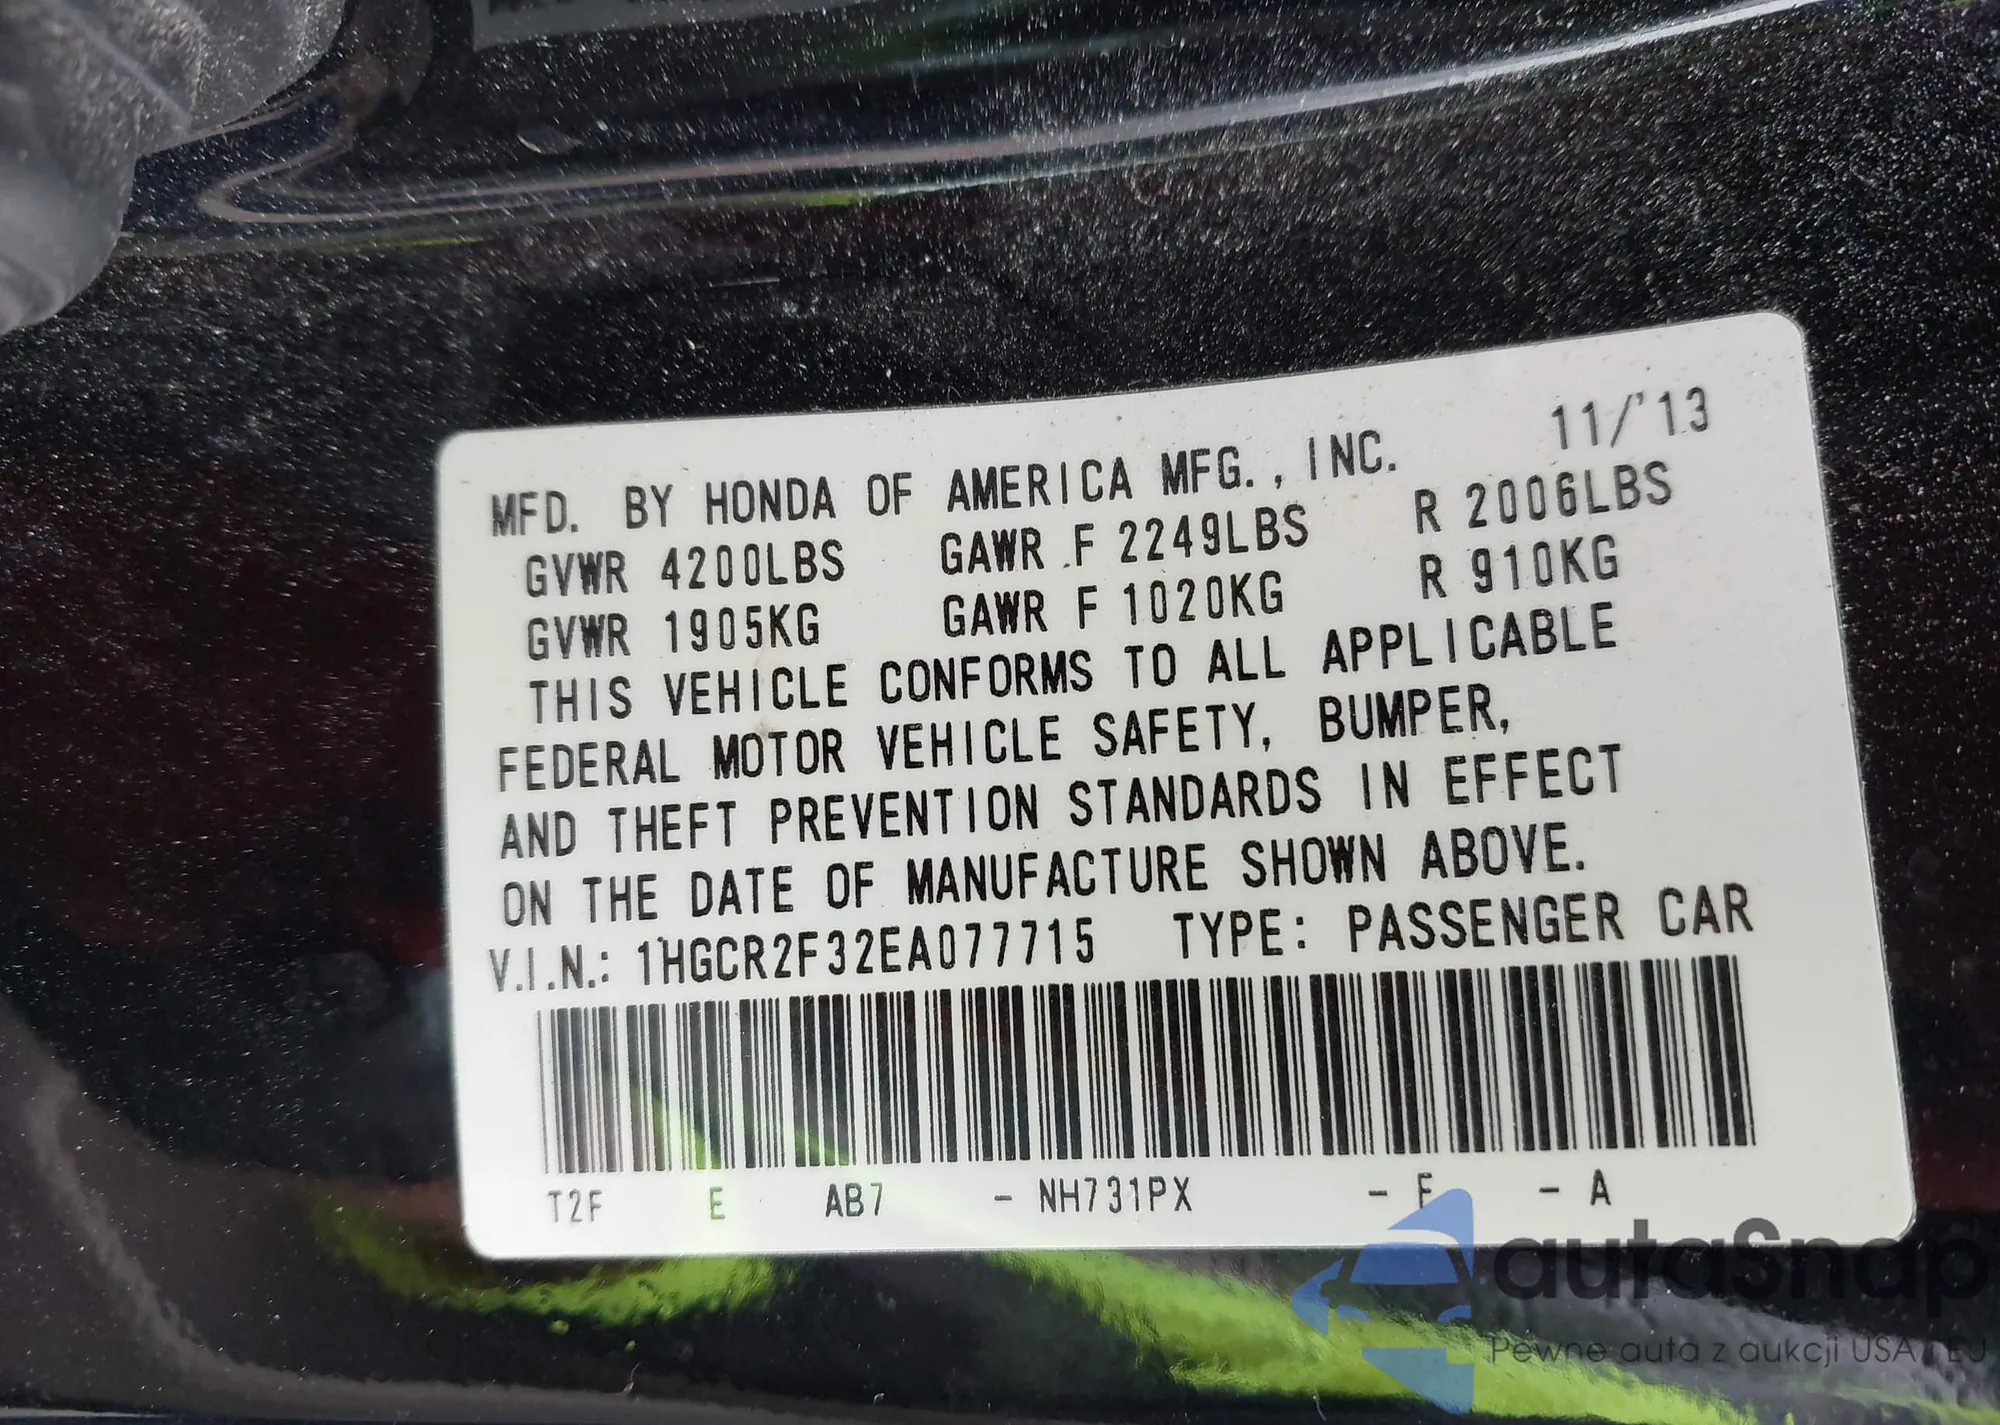 MFD. BY HONDA OF AMERICA MFG., INC. 11/'13
GVWR 4200LBS GAWR F 2249LBS R 2006LBS
GVWR 1905KG GAWR F 1020KG R 910KG
THIS VEHICLE CONFORMS TO ALL APPLICABLE
FEDERAL MOTOR VEHICLE SAFETY, BUMPER,
AND THEFT PREVENTION STANDARDS IN EFFECT
ON THE DATE OF MANUFACTURE SHOWN ABOVE.
V.I.N.: 1HGCR2F32EA077715 TYPE: PASSENGER CAR
T2F E AB7 - NH731PX - F - A
autaSnap
Pewne auta z aukcji USA i EU